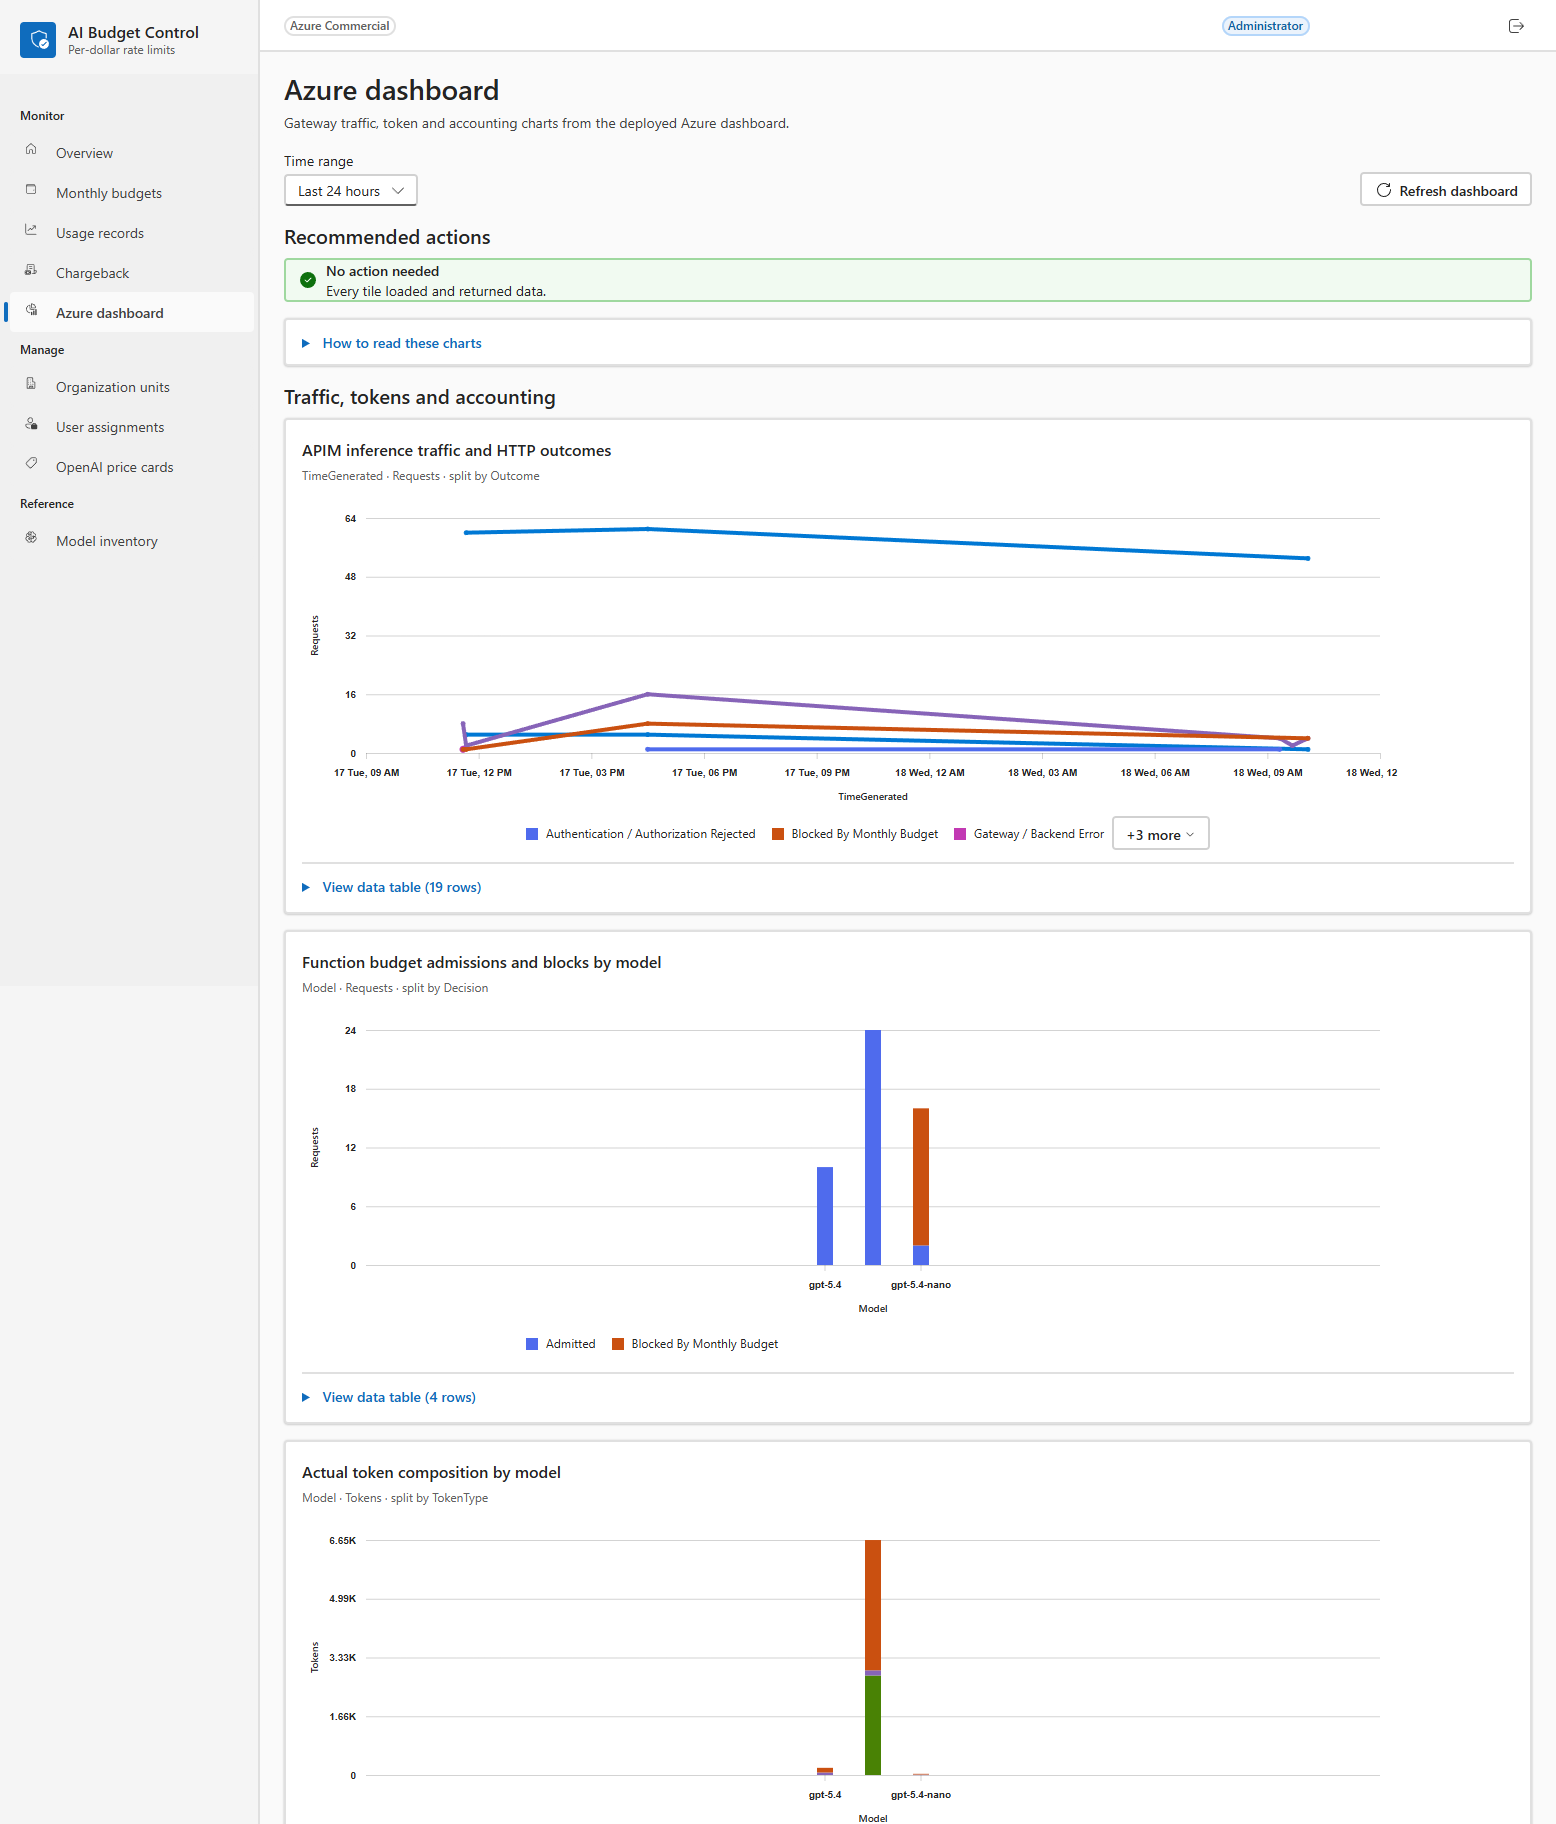 AI Budget Control
Per-dollar rate limits
Monitor
Overview
Monthly budgets
Usage records
Chargeback
Azure dashboard
Manage
Organization units
User assignments
OpenAI price cards
Reference
Model inventory
Azure Commercial
Administrator
Azure dashboard
Gateway traffic, token and accounting charts from the deployed Azure dashboard.
Time range
Last 24 hours
Refresh dashboard
Recommended actions
No action needed
Every tile loaded and returned data.
How to read these charts
Traffic, tokens and accounting
APIM inference traffic and HTTP outcomes
TimeGenerated · Requests · split by Outcome
64
48
32
16
0
Requests
17 Tue, 09 AM 17 Tue, 12 PM 17 Tue, 03 PM 17 Tue, 06 PM 17 Tue, 09 PM 18 Wed, 12 AM 18 Wed, 03 AM 18 Wed, 06 AM 18 Wed, 09 AM 18 Wed, 12
TimeGenerated
Authentication / Authorization Rejected Blocked By Monthly Budget Gateway / Backend Error +3 more
View data table (19 rows)
Function budget admissions and blocks by model
Model · Requests · split by Decision
24
18
12
6
0
Requests
gpt-5.4 gpt-5.4-nano
Model
Admitted Blocked By Monthly Budget
View data table (4 rows)
Actual token composition by model
Model · Tokens · split by TokenType
6.65K
4.99K
3.33K
1.66K
0
Tokens
gpt-5.4 gpt-5.4-nano
Model